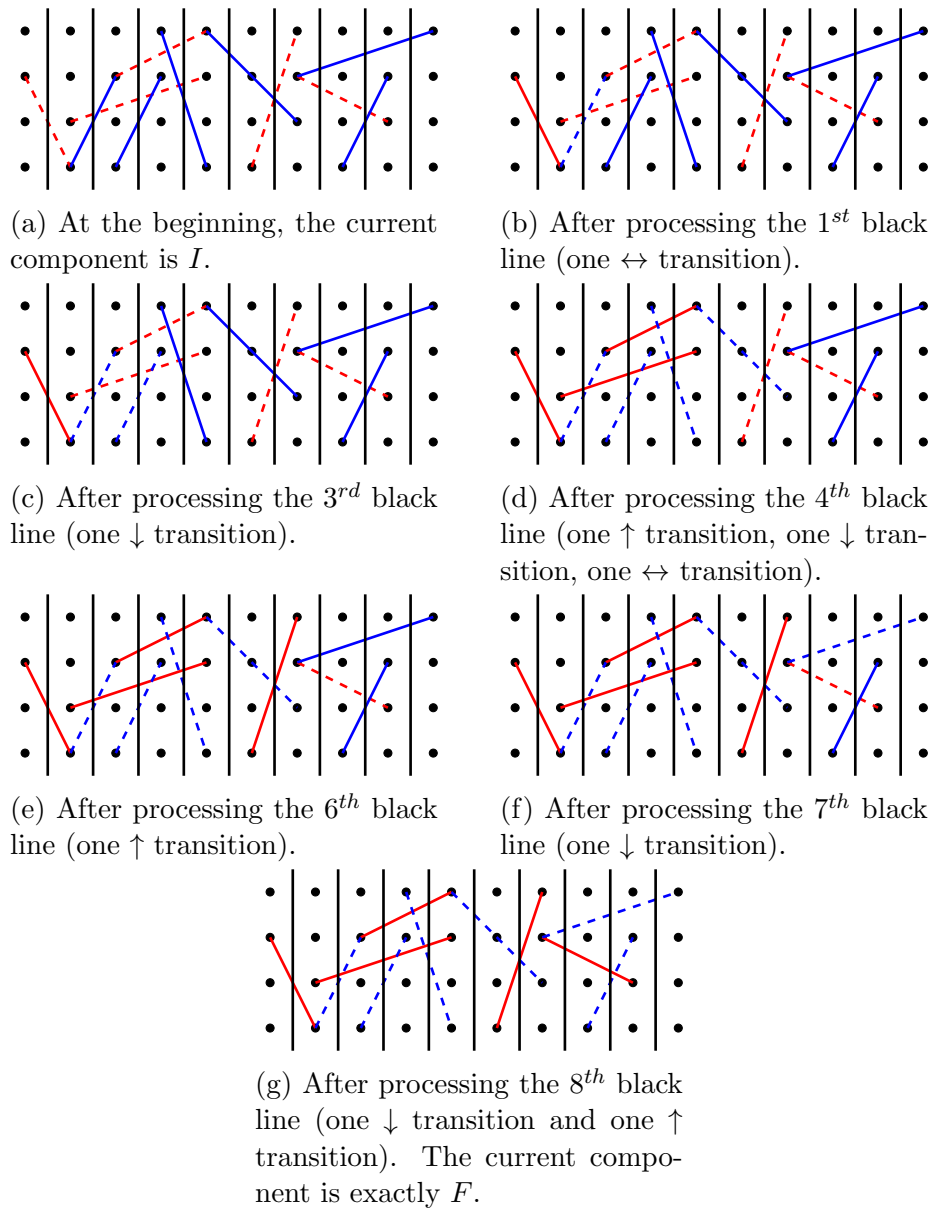 (a) At the beginning, the current
component is I.
(b) After processing the 1st black
line (one ↔ transition).
(c) After processing the 3rd black
line (one ↓ transition).
(d) After processing the 4th black
line (one ↑ transition, one ↓ tran-
sition, one ↔ transition).
(e) After processing the 6th black
line (one ↑ transition).
(f) After processing the 7th black
line (one ↓ transition).
(g) After processing the 8th black
line (one ↓ transition and one ↑
transition). The current compo-
nent is exactly F.